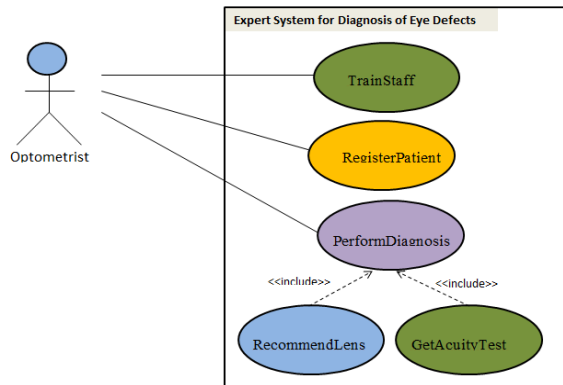 Expert System for Diagnosis of Eye Defects
TrainStaff
Optometrist
RegisterPatient
PerformDiagnosis
<<include>>
<<include>>
RecommendLens
GetAcuityTest